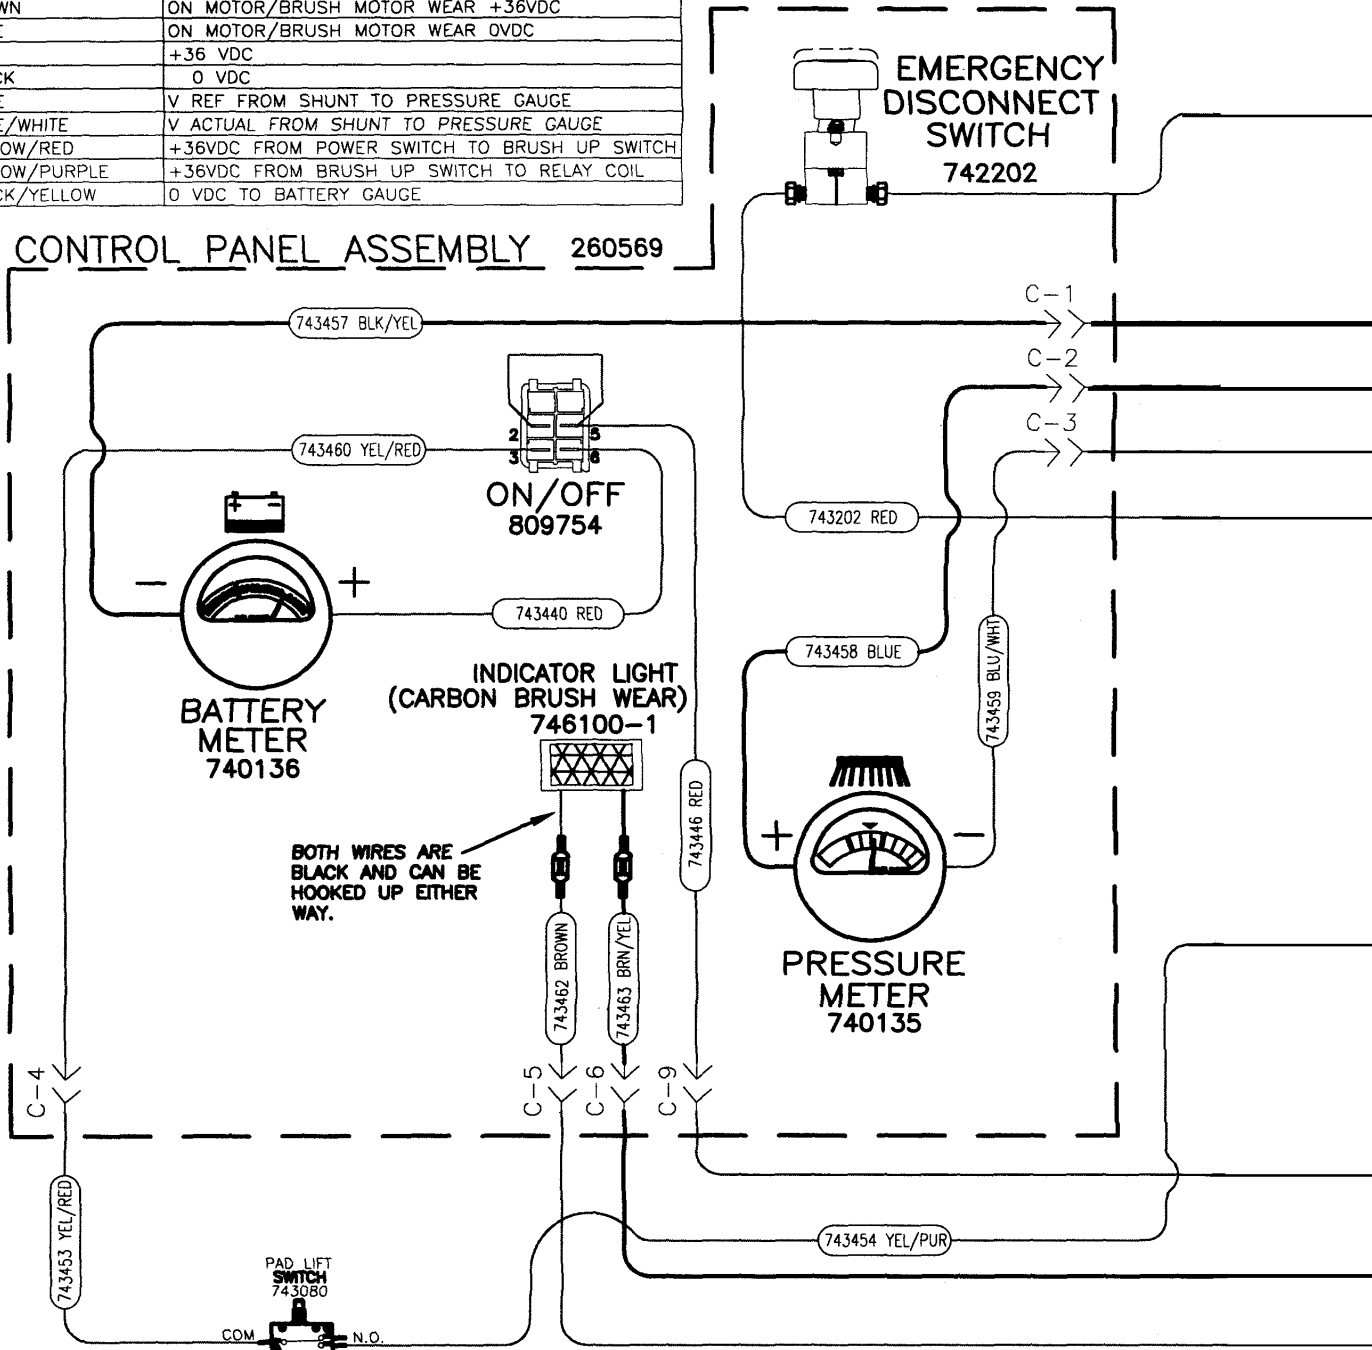 WN ON MOTOR/BRUSH MOTOR WEAR +36VDC
E ON MOTOR/BRUSH MOTOR WEAR 0VDC
+36 VDC
CK 0 VDC
E V REF FROM SHUNT TO PRESSURE GAUGE
E/WHITE V ACTUAL FROM SHUNT TO PRESSURE GAUGE
OW/RED +36VDC FROM POWER SWITCH TO BRUSH UP SWITCH
OW/PURPLE +36VDC FROM BRUSH UP SWITCH TO RELAY COIL
CK/YELLOW 0 VDC TO BATTERY GAUGE
EMERGENCY
DISCONNECT
SWITCH
742202
CONTROL PANEL ASSEMBLY 260569
C-1
743457 BLK/YEL
C-2
C-3
2 5
743460 YEL/RED
3 6
ON/OFF
809754
743202 RED
+ -
- +
743440 RED
743458 BLUE
743459 BLU/WHT
INDICATOR LIGHT
(CARBON BRUSH WEAR)
746100-1
BATTERY
METER
740136
743446 RED
+ -
BOTH WIRES ARE
BLACK AND CAN BE
HOOKED UP EITHER
WAY.
743462 BROWN
743463 BRN/YEL
PRESSURE
METER
740135
C-4
C-5
C-6
C-9
743453 YEL/RED
743454 YEL/PUR
PAD LIFT
SWITCH
743080
COM N.O.